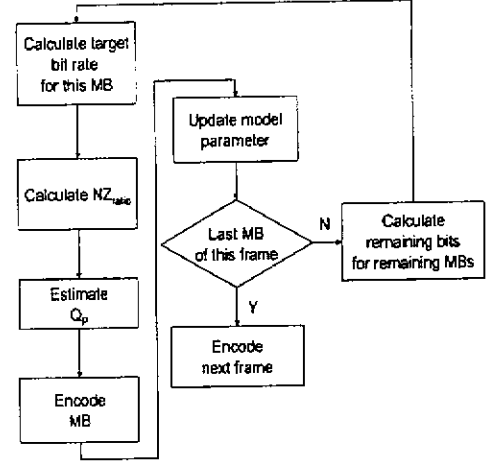 Calculate target
bit rate
for this MB
Calculate NZratio
Estimate
Qp
Encode
MB
Update model
parameter
Last MB
of this frame
N
Y
Calculate
remaining bits
for remaining MBs
Encode
next frame